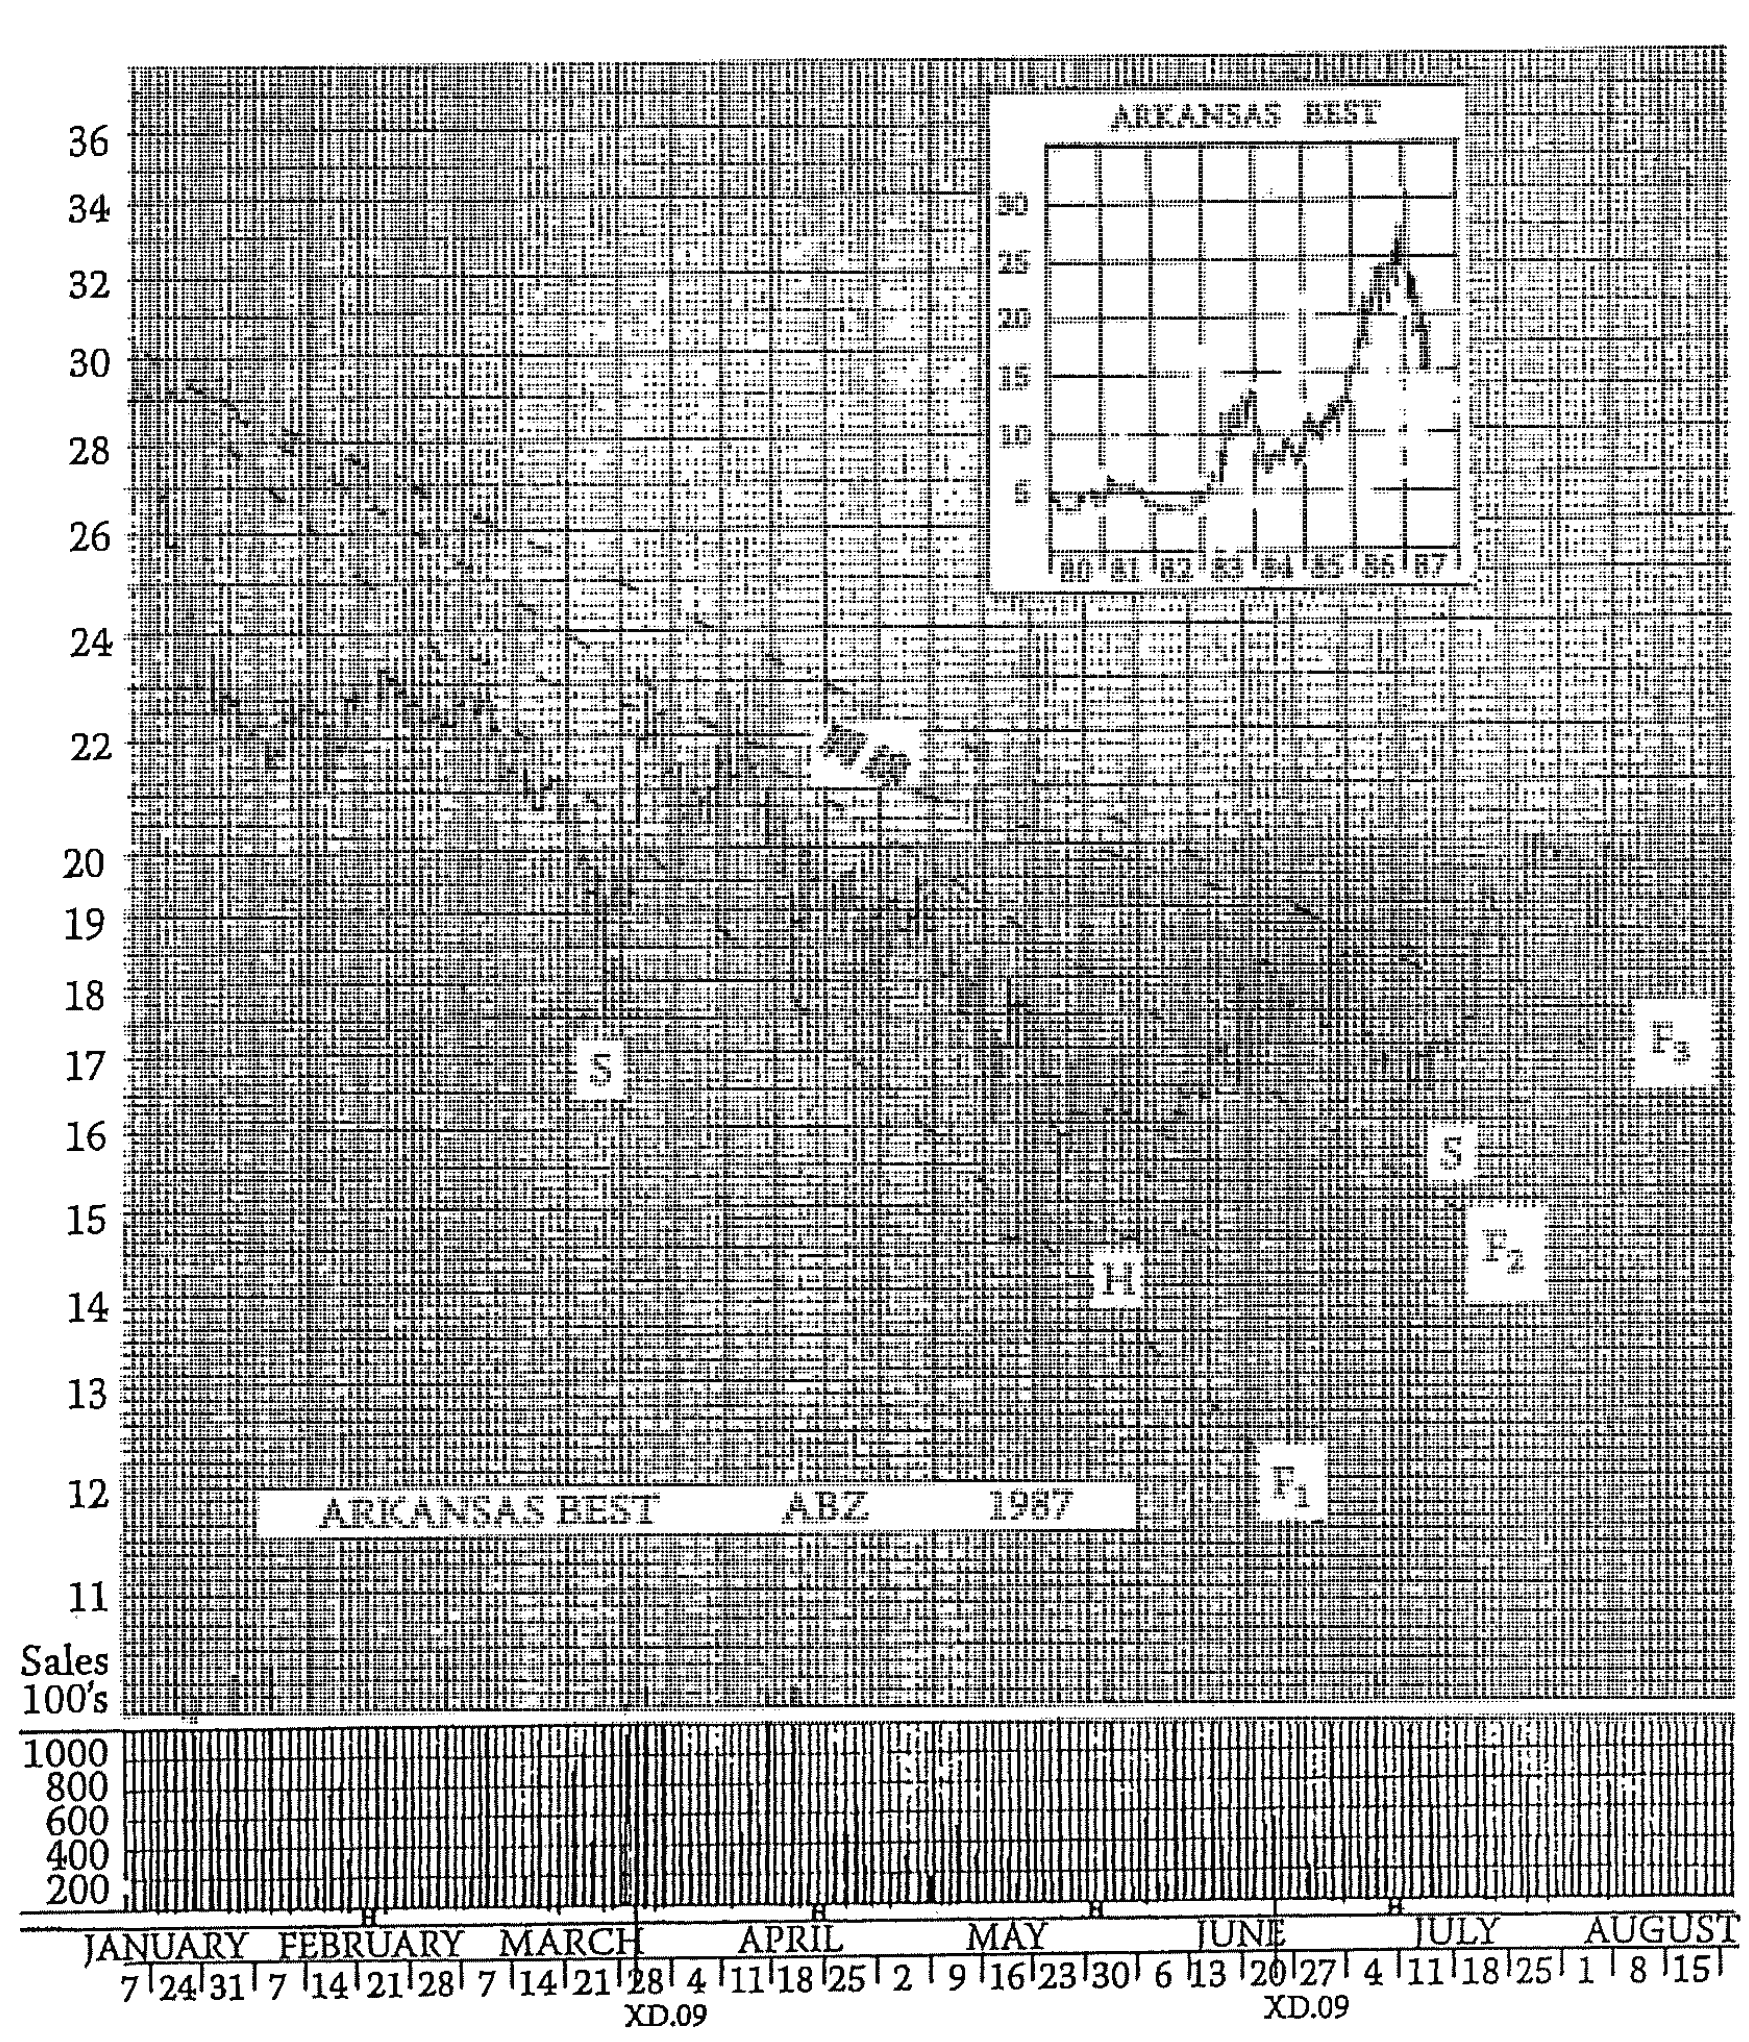 ARKANSAS BEST
30
25
20
15
10
5
80 81 82 83 84 85 86 87
36
34
32
30
28
26
24
22
20
19
18
17
16
15
14
13
12
11
S
H
S
F1
F2
F3
ARKANSAS BEST ABZ 1987
Sales
100's
1000
800
600
400
200
H H H H
JANUARY FEBRUARY MARCH APRIL MAY JUNE JULY AUGUST
7 24 31 7 14 21 28 7 14 21 28 4 11 18 25 2 9 16 23 30 6 13 20 27 4 11 18 25 1 8 15
XD.09 XD.09